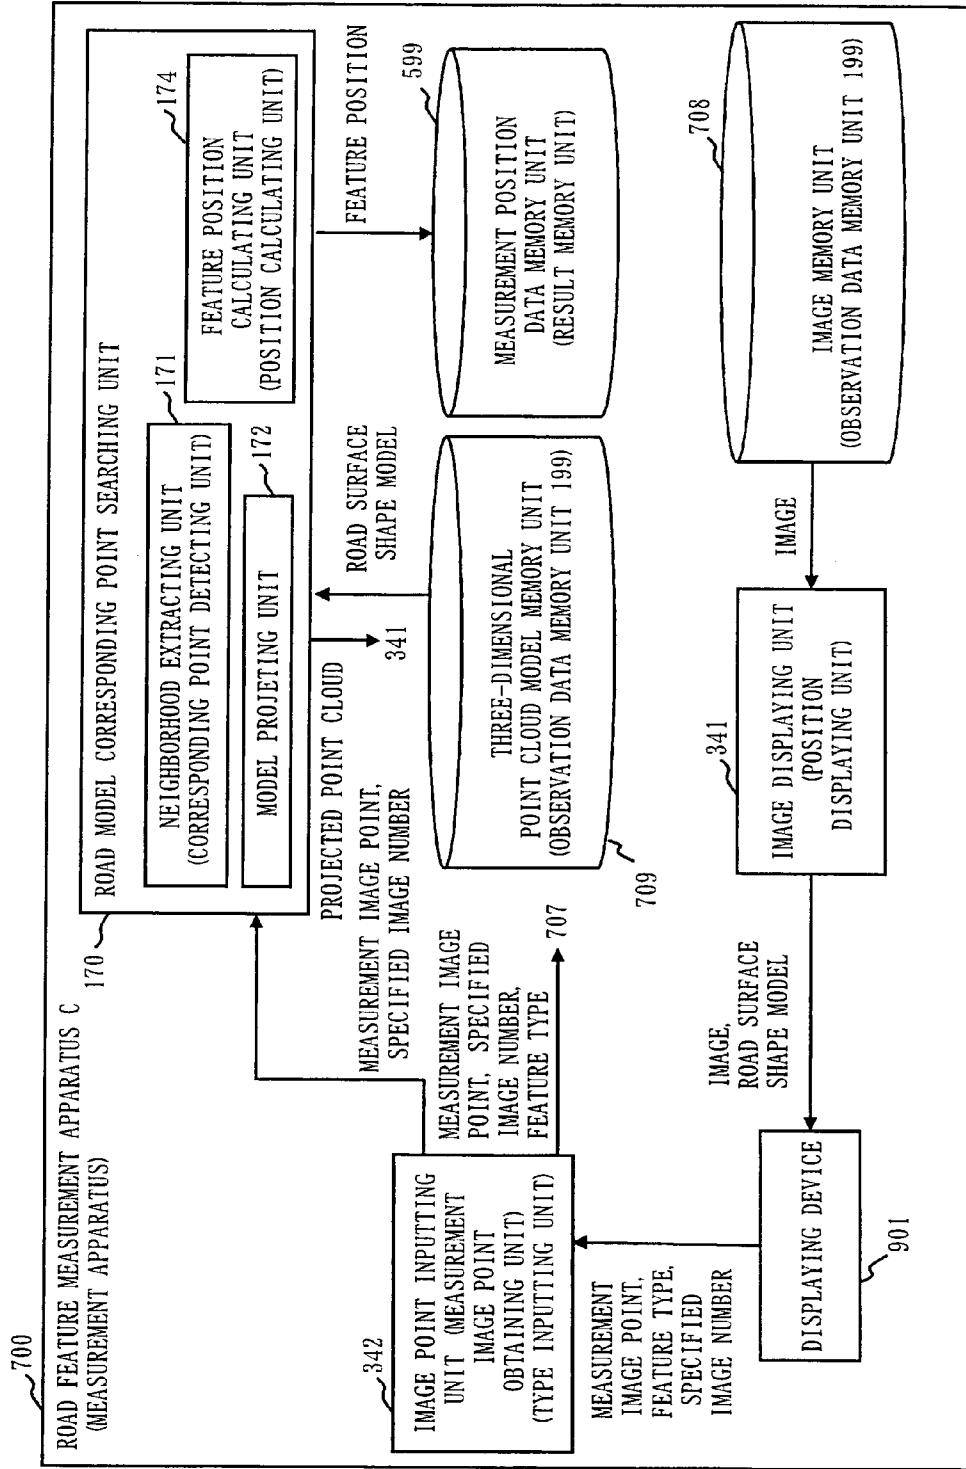 700
ROAD FEATURE MEASUREMENT APPARATUS C
(MEASUREMENT APPARATUS)
170
ROAD MODEL CORRESPONDING POINT SEARCHING UNIT
171
NEIGHBORHOOD EXTRACTING UNIT
(CORRESPONDING POINT DETECTING UNIT)
172
MODEL PROJETING UNIT
174
FEATURE POSITION
CALCULATING UNIT
(POSITION CALCULATING UNIT)
342
IMAGE POINT INPUTTING
UNIT (MEASUREMENT
IMAGE POINT
OBTAINING UNIT)
(TYPE INPUTTING UNIT)
MEASUREMENT IMAGE POINT,
SPECIFIED IMAGE NUMBER
MEASUREMENT IMAGE
POINT, SPECIFIED
IMAGE NUMBER,
FEATURE TYPE
707
PROJECTED POINT CLOUD
341
ROAD SURFACE
SHAPE MODEL
FEATURE POSITION
THREE-DIMENSIONAL
POINT CLOUD MODEL MEMORY UNIT
(OBSERVATION DATA MEMORY UNIT 199)
709
599
MEASUREMENT POSITION
DATA MEMORY UNIT
(RESULT MEMORY UNIT)
MEASUREMENT
IMAGE POINT,
FEATURE TYPE,
SPECIFIED
IMAGE NUMBER
DISPLAYING DEVICE
901
IMAGE,
ROAD SURFACE
SHAPE MODEL
341
IMAGE DISPLAYING UNIT
(POSITION
DISPLAYING UNIT)
IMAGE
708
IMAGE MEMORY UNIT
(OBSERVATION DATA MEMORY UNIT 199)